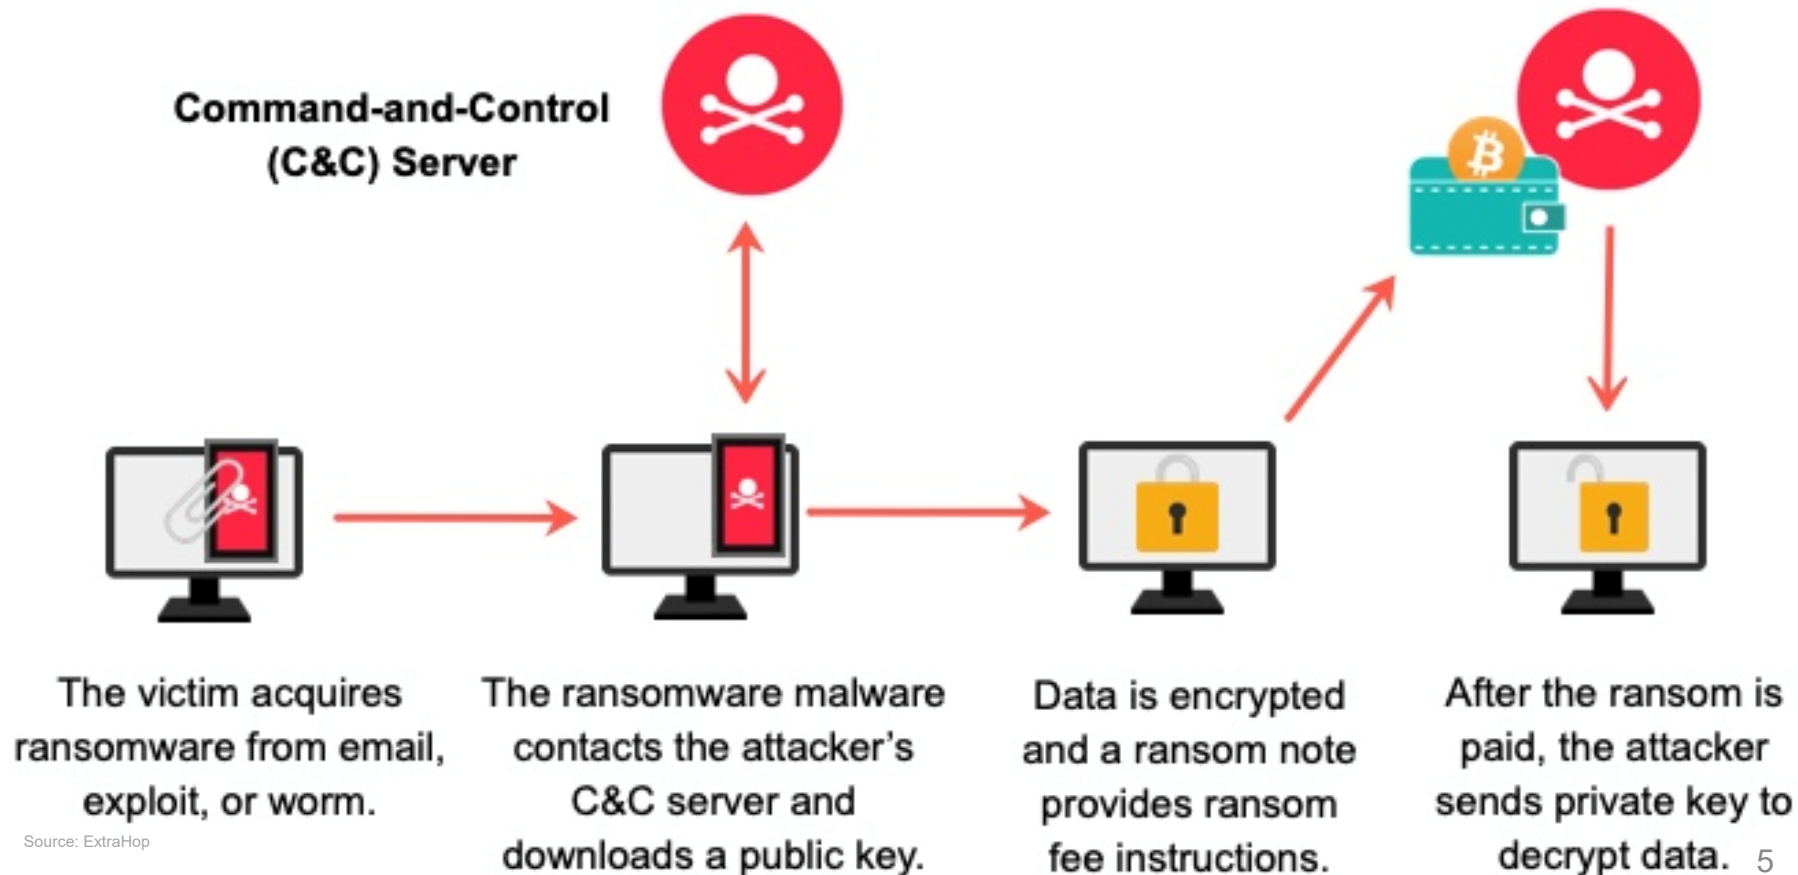 Command-and-Control
(C&C) Server
The victim acquires
ransomware from email,
exploit, or worm.
The ransomware malware
contacts the attacker’s
C&C server and
downloads a public key.
Data is encrypted
and a ransom note
provides ransom
fee instructions.
After the ransom is
paid, the attacker
sends private key to
decrypt data.
Source: ExtraHop
5